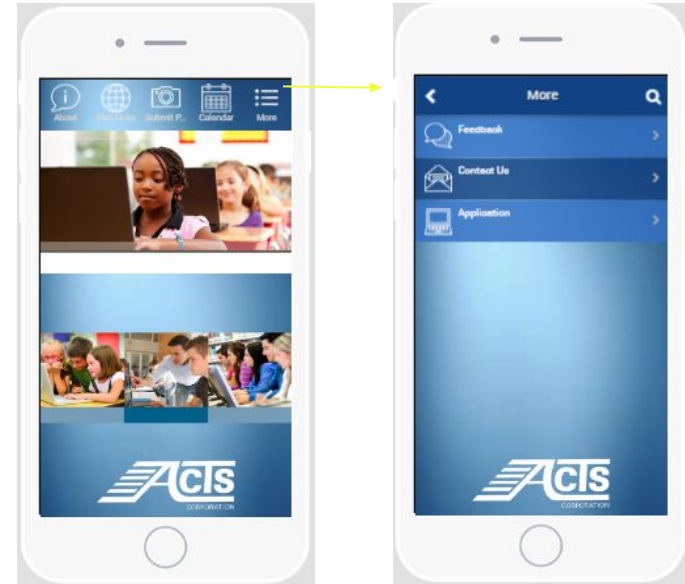 About
Submit P...
Calendar
More
ACTS
CORPORATION
More
Feedback
Contact Us
Application
ACTS
CORPORATION